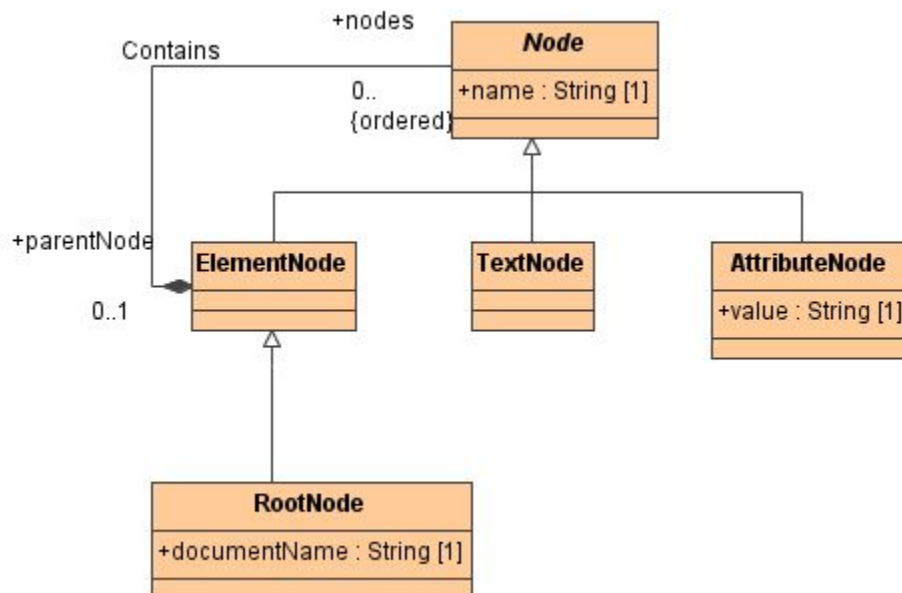 +nodes
Node
Contains
+name : String [1]
0..
{ordered}
+parentNode
ElementNode
TextNode
AttributeNode
+value : String [1]
0..1
RootNode
+documentName : String [1]